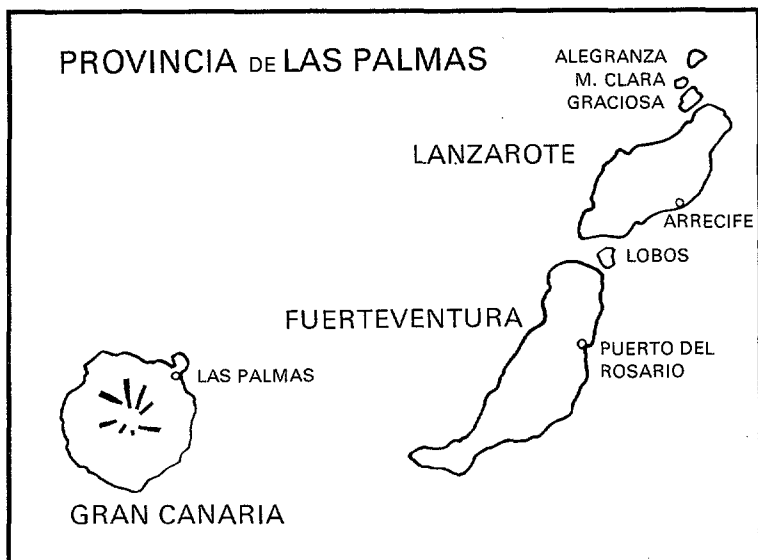 PROVINCIA DE LAS PALMAS
ALEGRANZA
M. CLARA
GRACIOSA
LANZAROTE
ARRECIFE
LOBOS
FUERTEVENTURA
PUERTO DEL
ROSARIO
LAS PALMAS
GRAN CANARIA